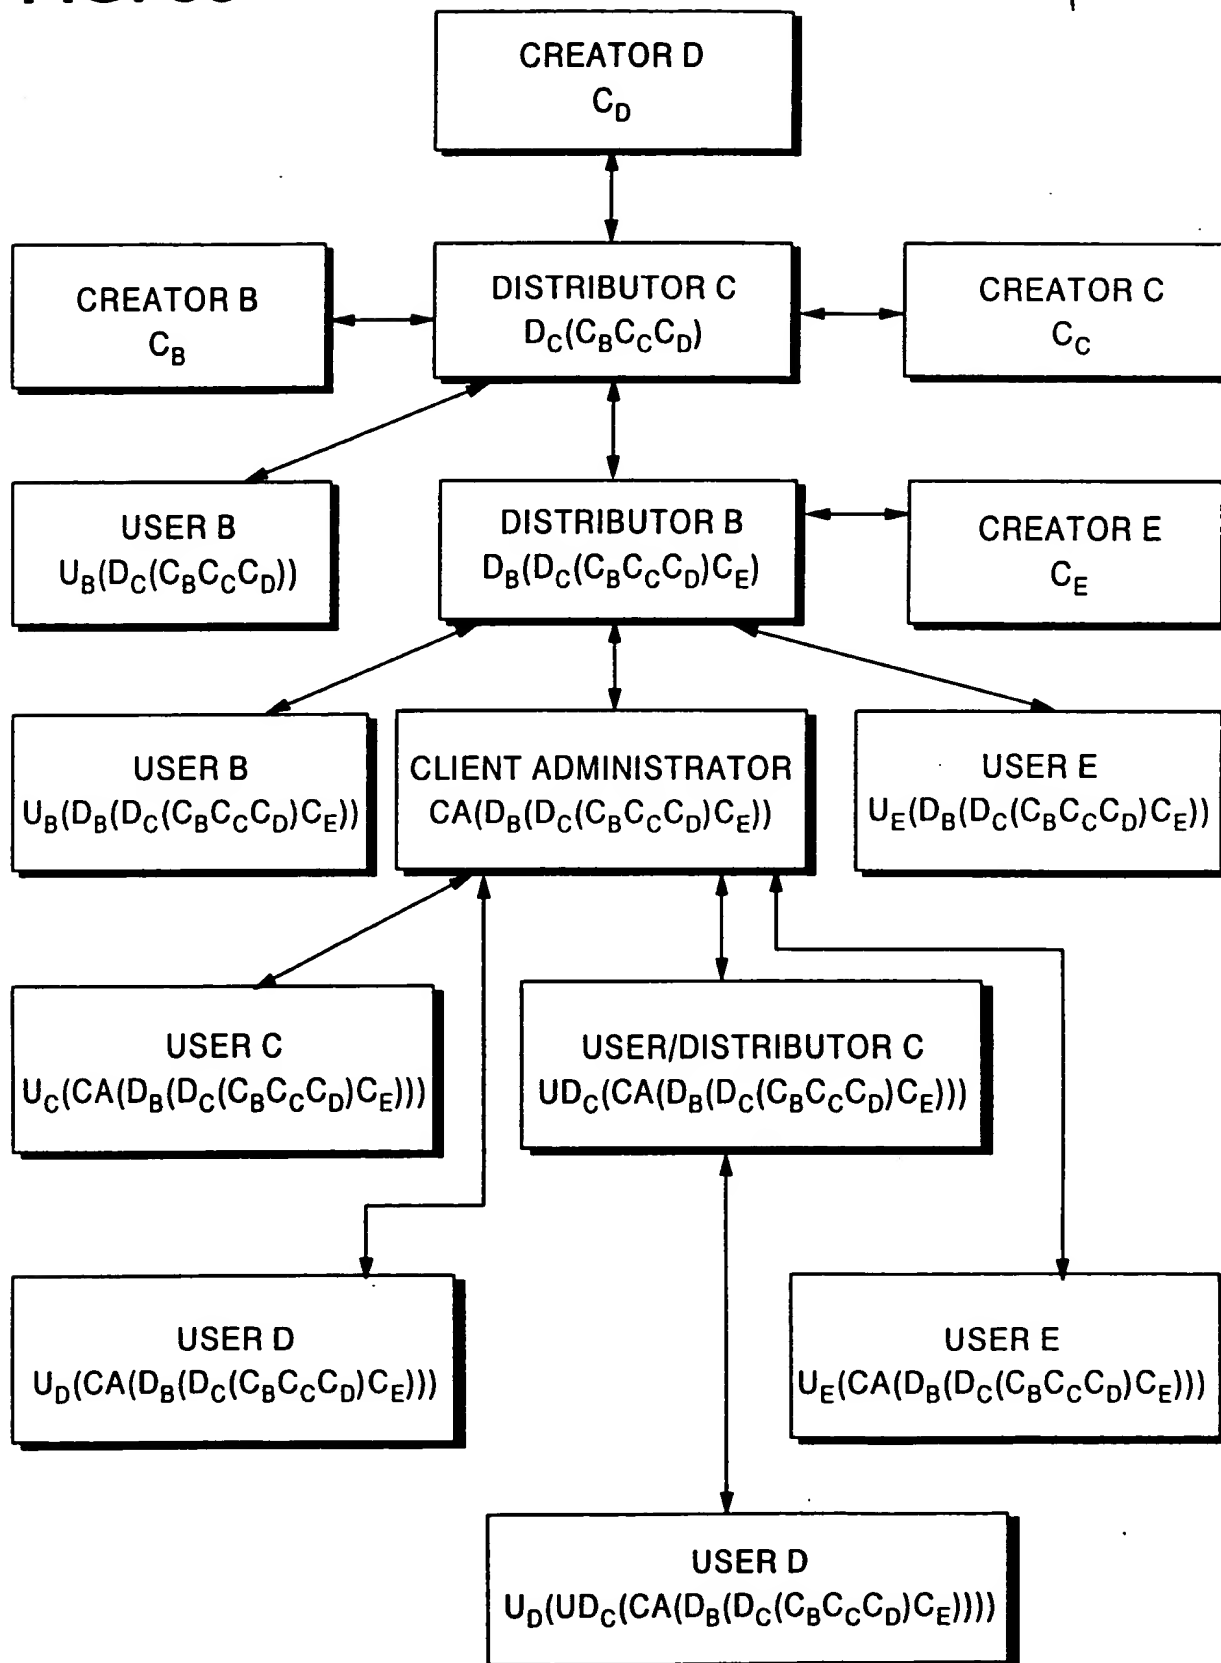 CREATOR D
C_D
CREATOR B
C_B
DISTRIBUTOR C
D_C(C_BC_CC_D)
CREATOR C
C_C
USER B
U_B(D_C(C_BC_CC_D))
DISTRIBUTOR B
D_B(D_C(C_BC_CC_D)C_E)
CREATOR E
C_E
USER B
U_B(D_B(D_C(C_BC_CC_D)C_E))
CLIENT ADMINISTRATOR
CA(D_B(D_C(C_BC_CC_D)C_E))
USER E
U_E(D_B(D_C(C_BC_CC_D)C_E))
USER C
U_C(CA(D_B(D_C(C_BC_CC_D)C_E)))
USER/DISTRIBUTOR C
UD_C(CA(D_B(D_C(C_BC_CC_D)C_E)))
USER D
U_D(CA(D_B(D_C(C_BC_CC_D)C_E)))
USER E
U_E(CA(D_B(D_C(C_BC_CC_D)C_E)))
USER D
U_D(UD_C(CA(D_B(D_C(C_BC_CC_D)C_E))))